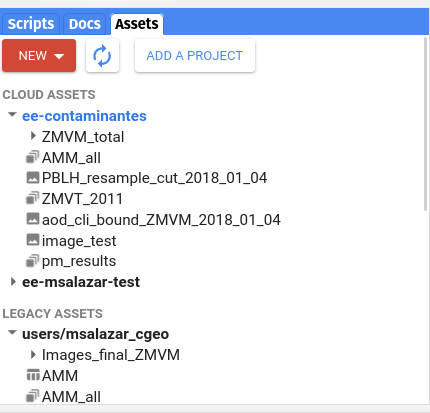 Scripts Docs Assets
NEW ADD A PROJECT
CLOUD ASSETS
ee-contaminantes
ZMVM_total
AMM_all
PBLH_resample_cut_2018_01_04
ZMVT_2011
aod_cli_bound_ZMVM_2018_01_04
image_test
pm_results
ee-msalazar-test
LEGACY ASSETS
users/msalazar_cgeo
Images_final_ZMVM
AMM
AMM_all